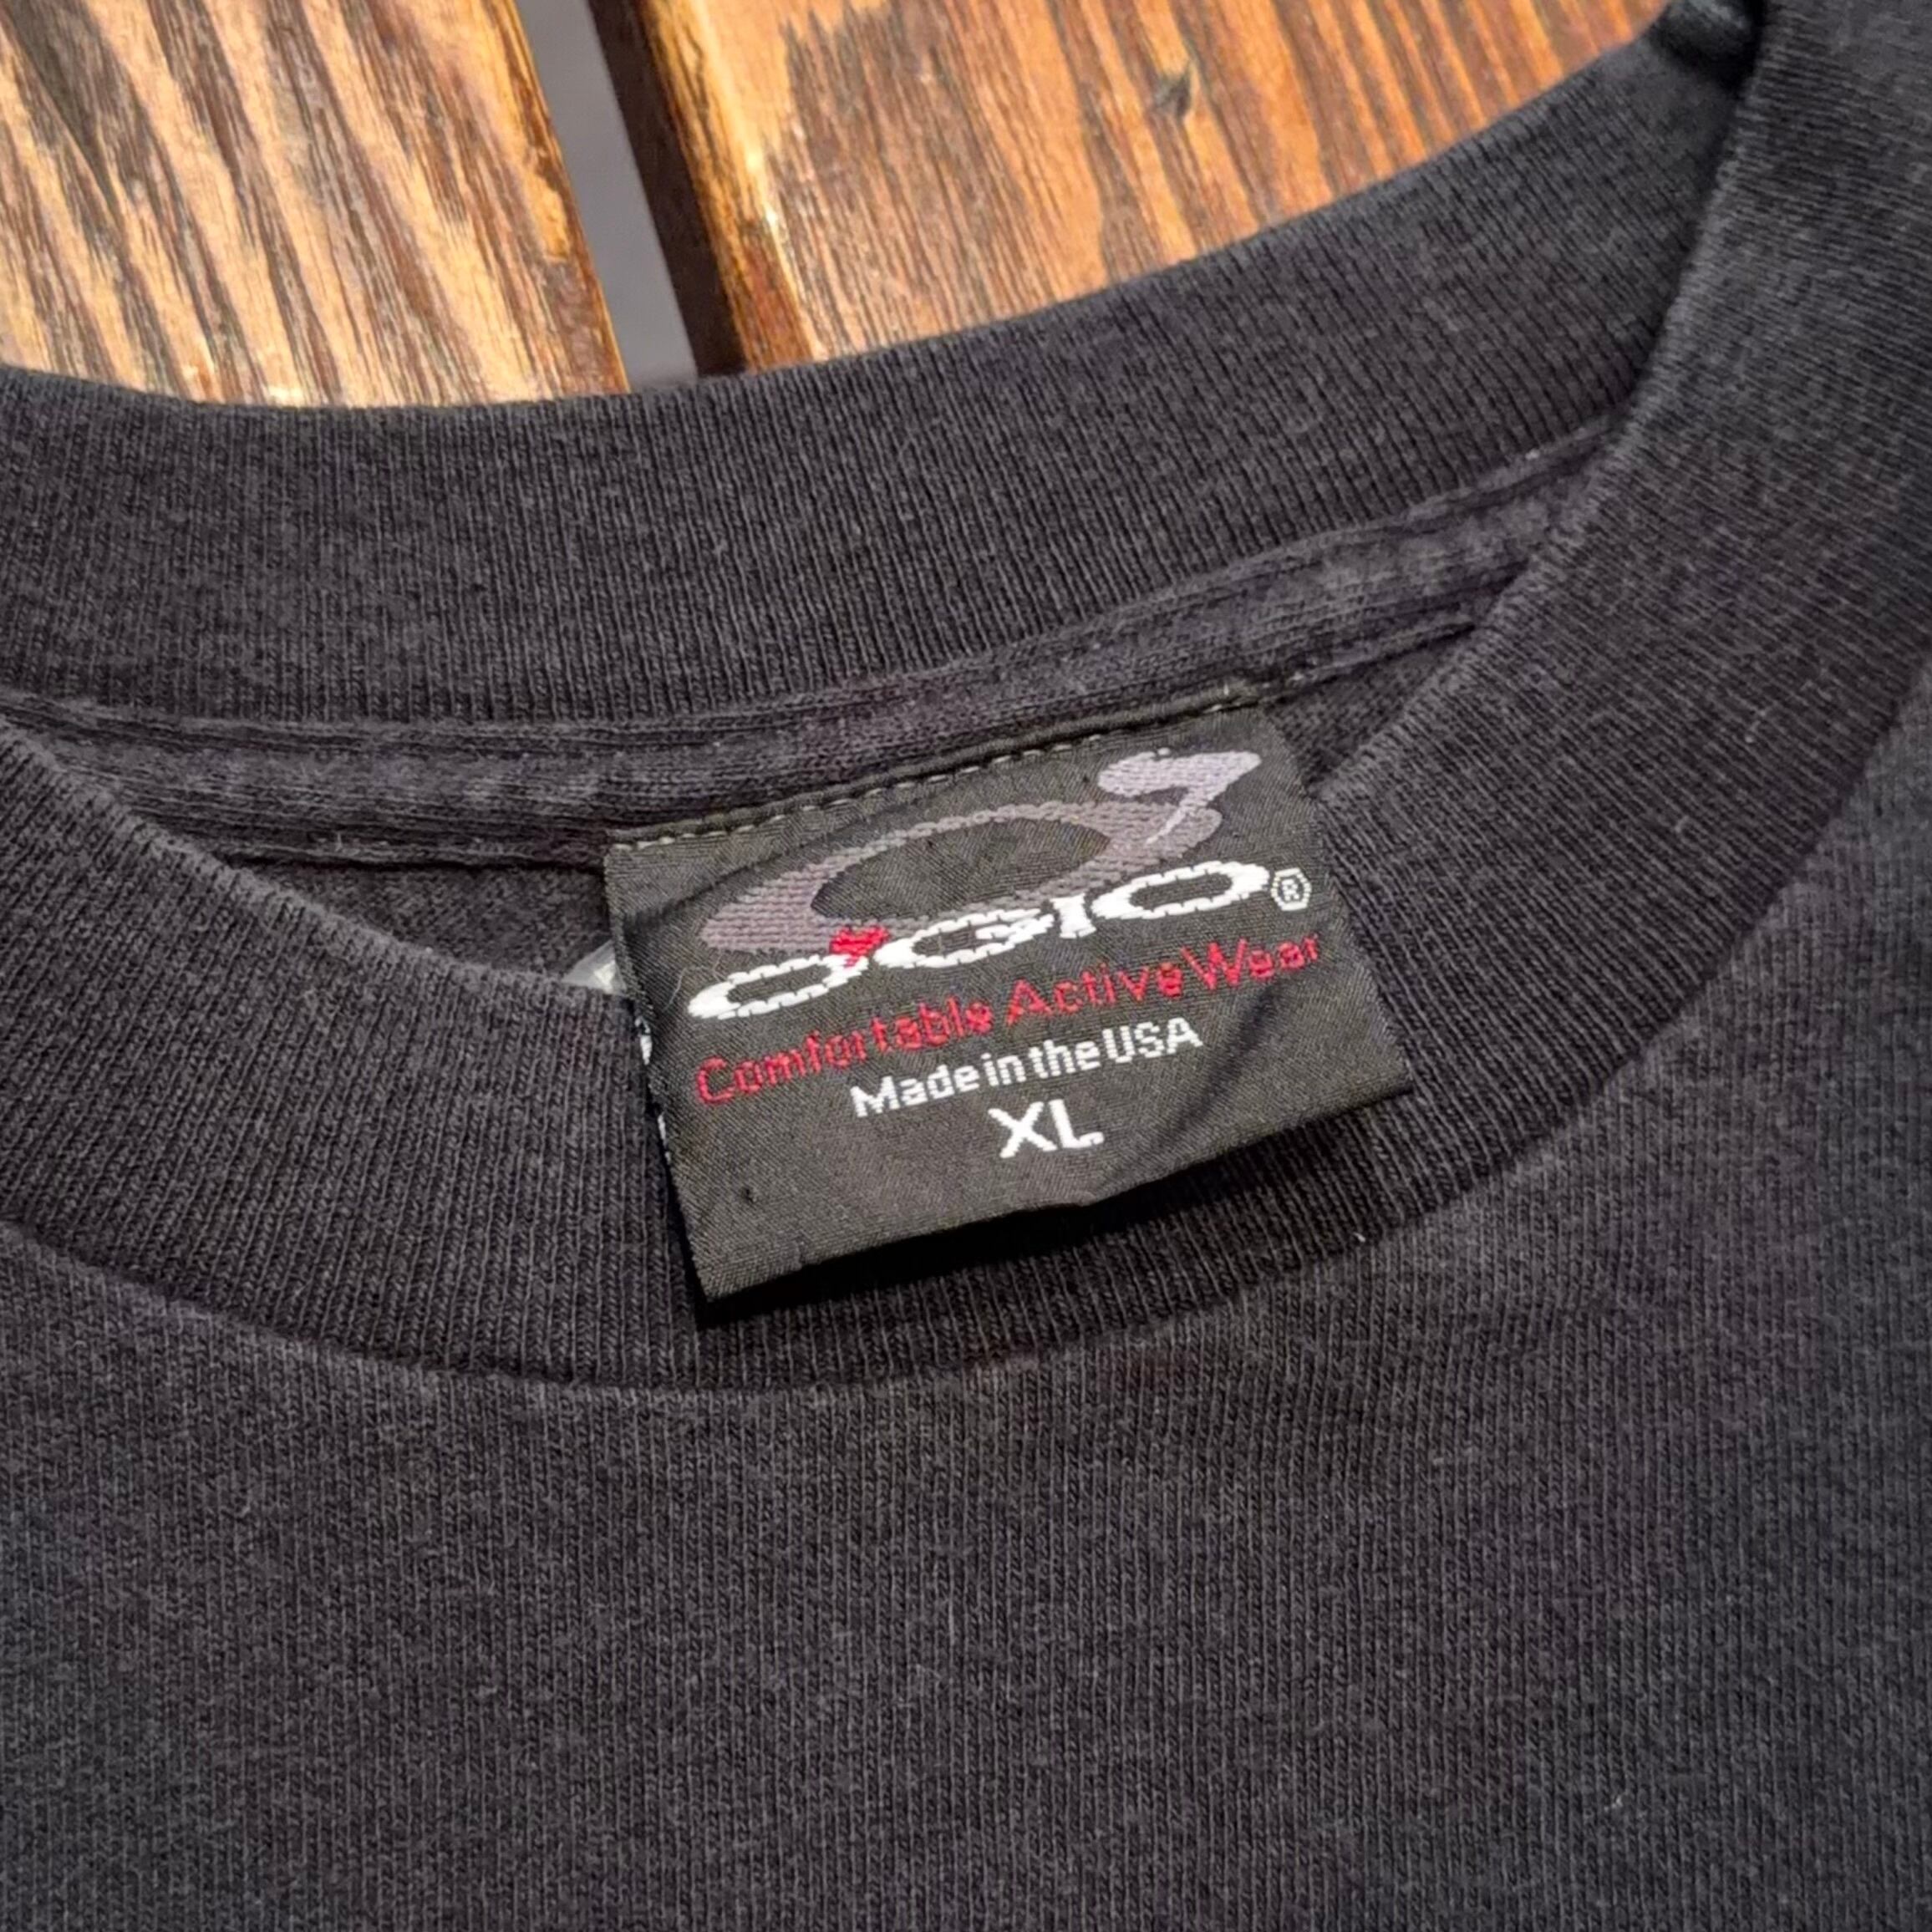 OGIO®
Comfortable Active Wear
Made in the USA
XL